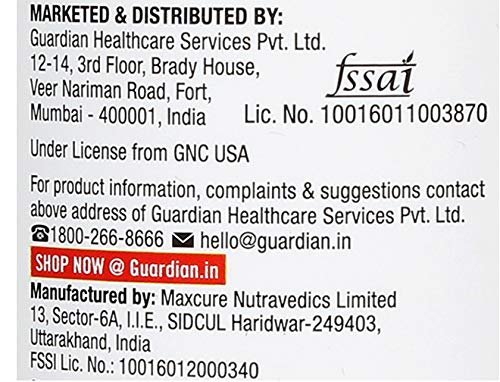 MARKETED & DISTRIBUTED BY:
Guardian Healthcare Services Pvt. Ltd.
12-14, 3rd Floor, Brady House,
Veer Nariman Road, Fort,
Mumbai - 400001, India
fssai
Lic. No. 10016011003870
Under License from GNC USA
For product information, complaints & suggestions contact
above address of Guardian Healthcare Services Pvt. Ltd.
☎1800-266-8666 ✉ hello@guardian.in
SHOP NOW @ Guardian.in
Manufactured by: Maxcure Nutravedics Limited
13, Sector-6A, I.I.E., SIDCUL Haridwar-249403,
Uttarakhand, India
FSSI Lic. No.: 10016012000340